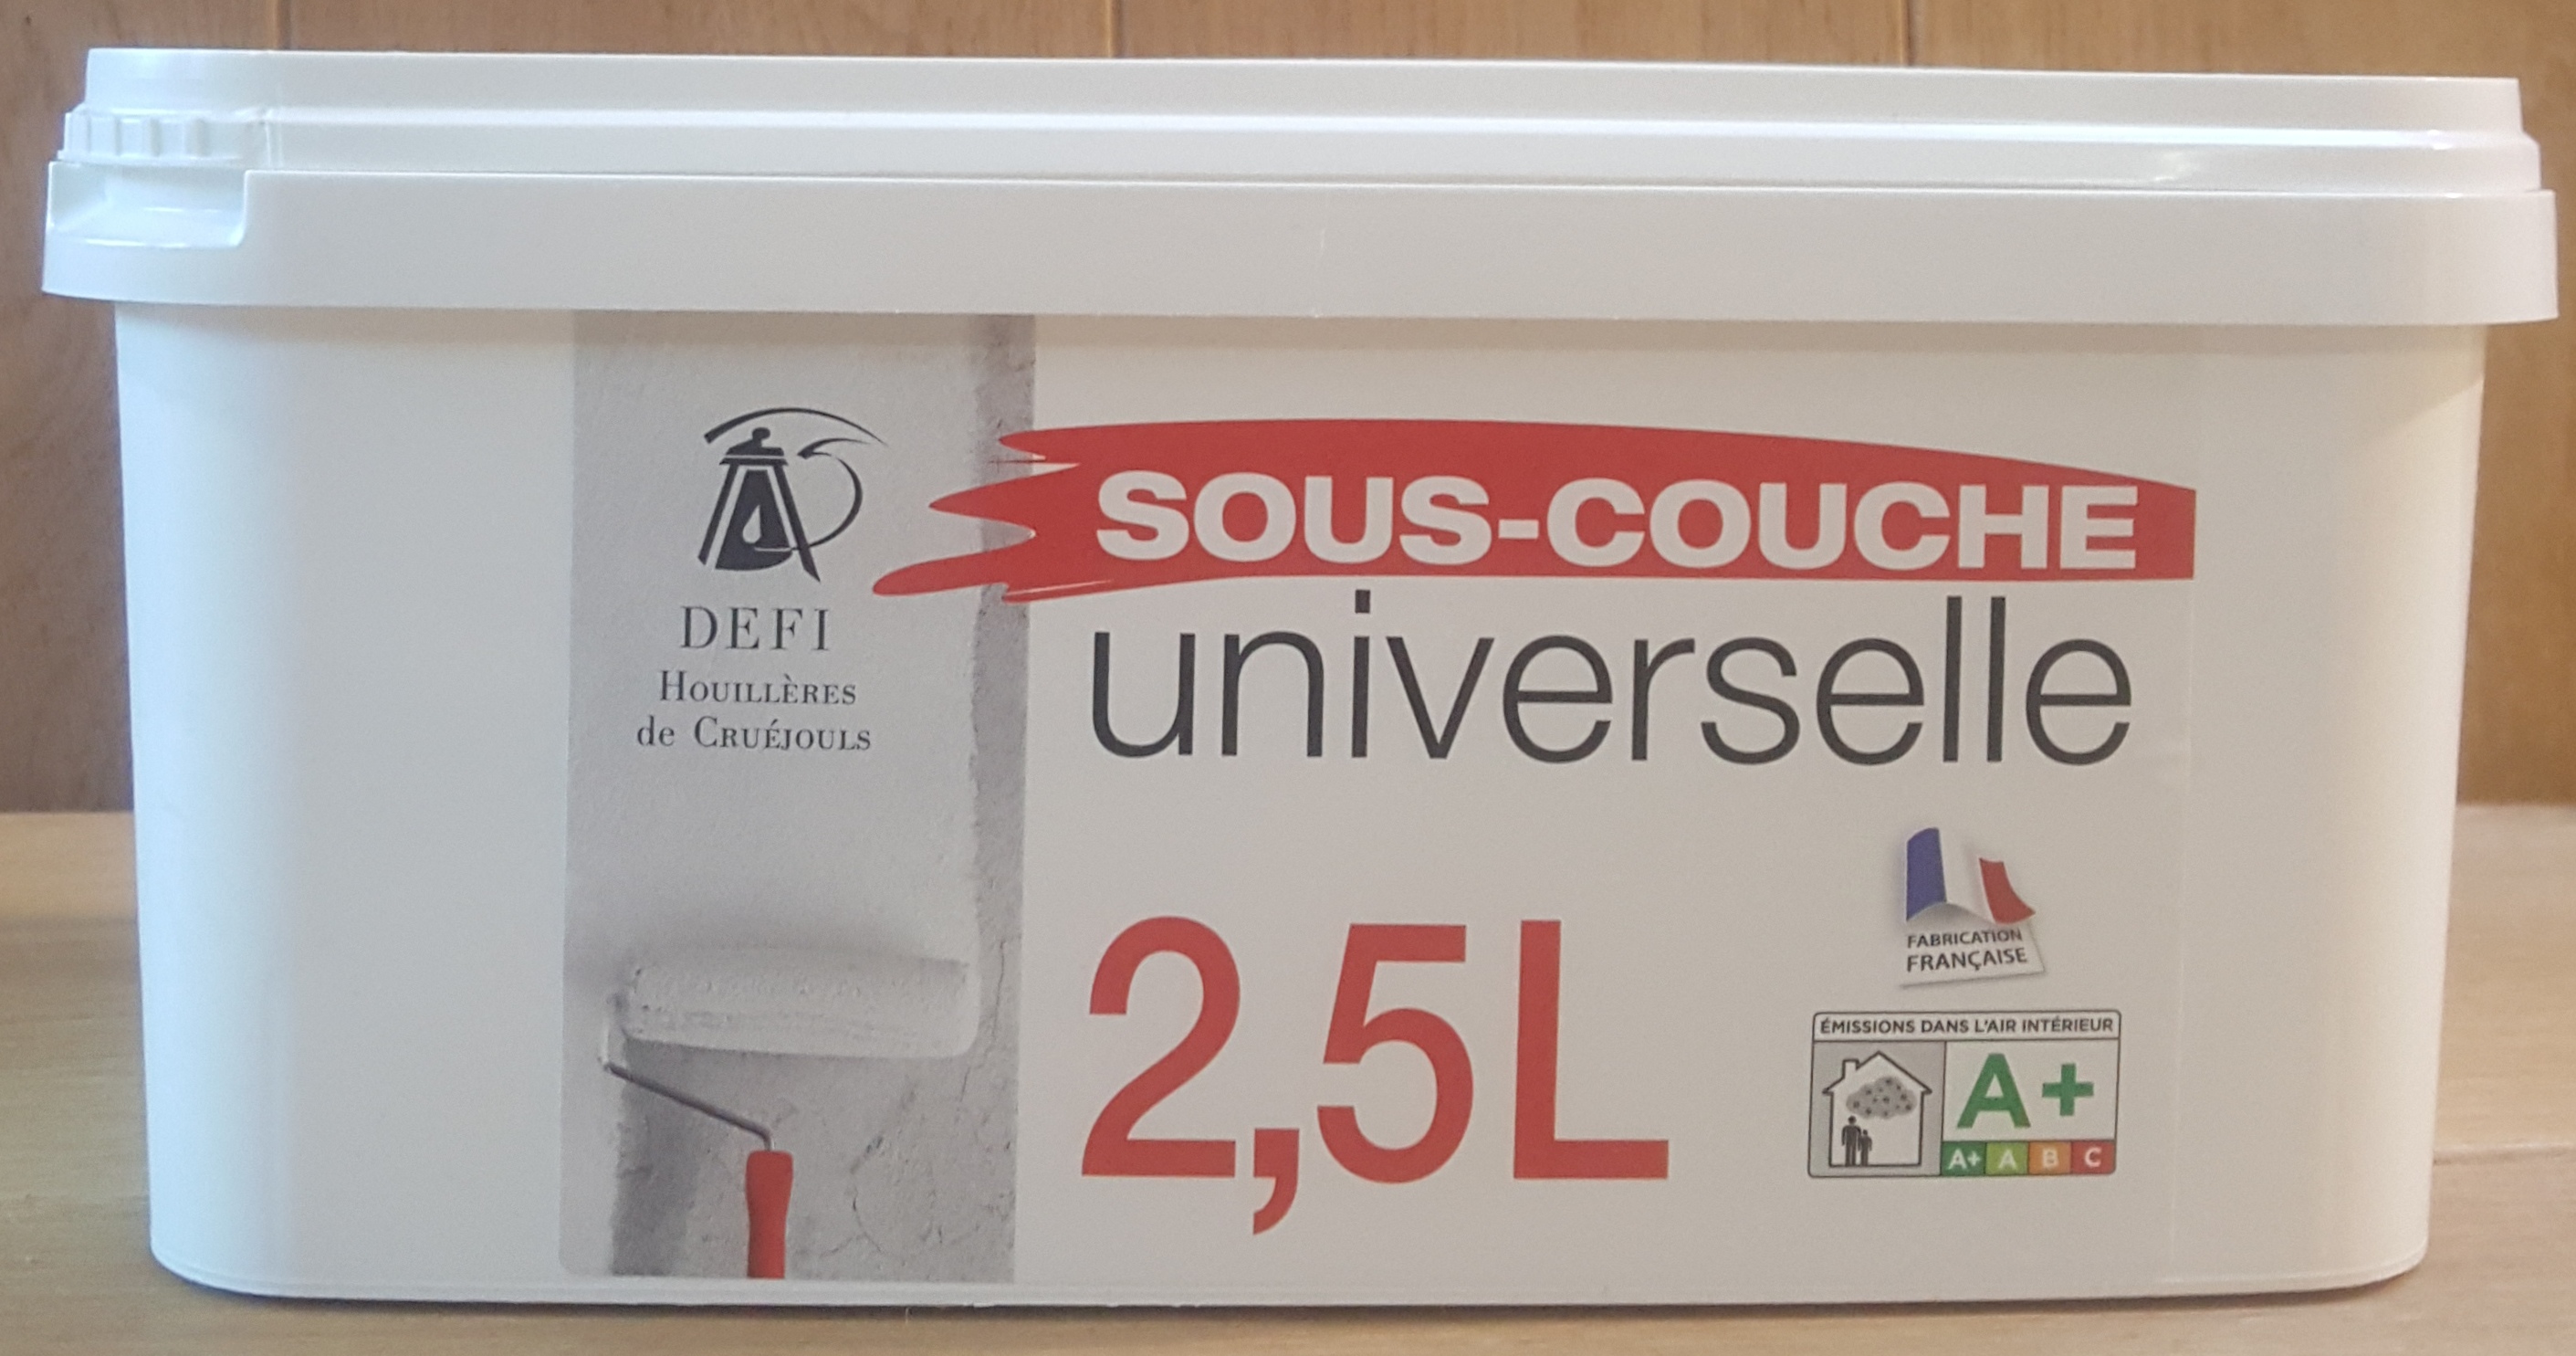 DEFI
HOUILLÈRES
de CRUÉJOULS
SOUS-COUCHE
universelle
2,5L
FABRICATION
FRANÇAISE
ÉMISSIONS DANS L'AIR INTÉRIEUR
A+
A+ A B C